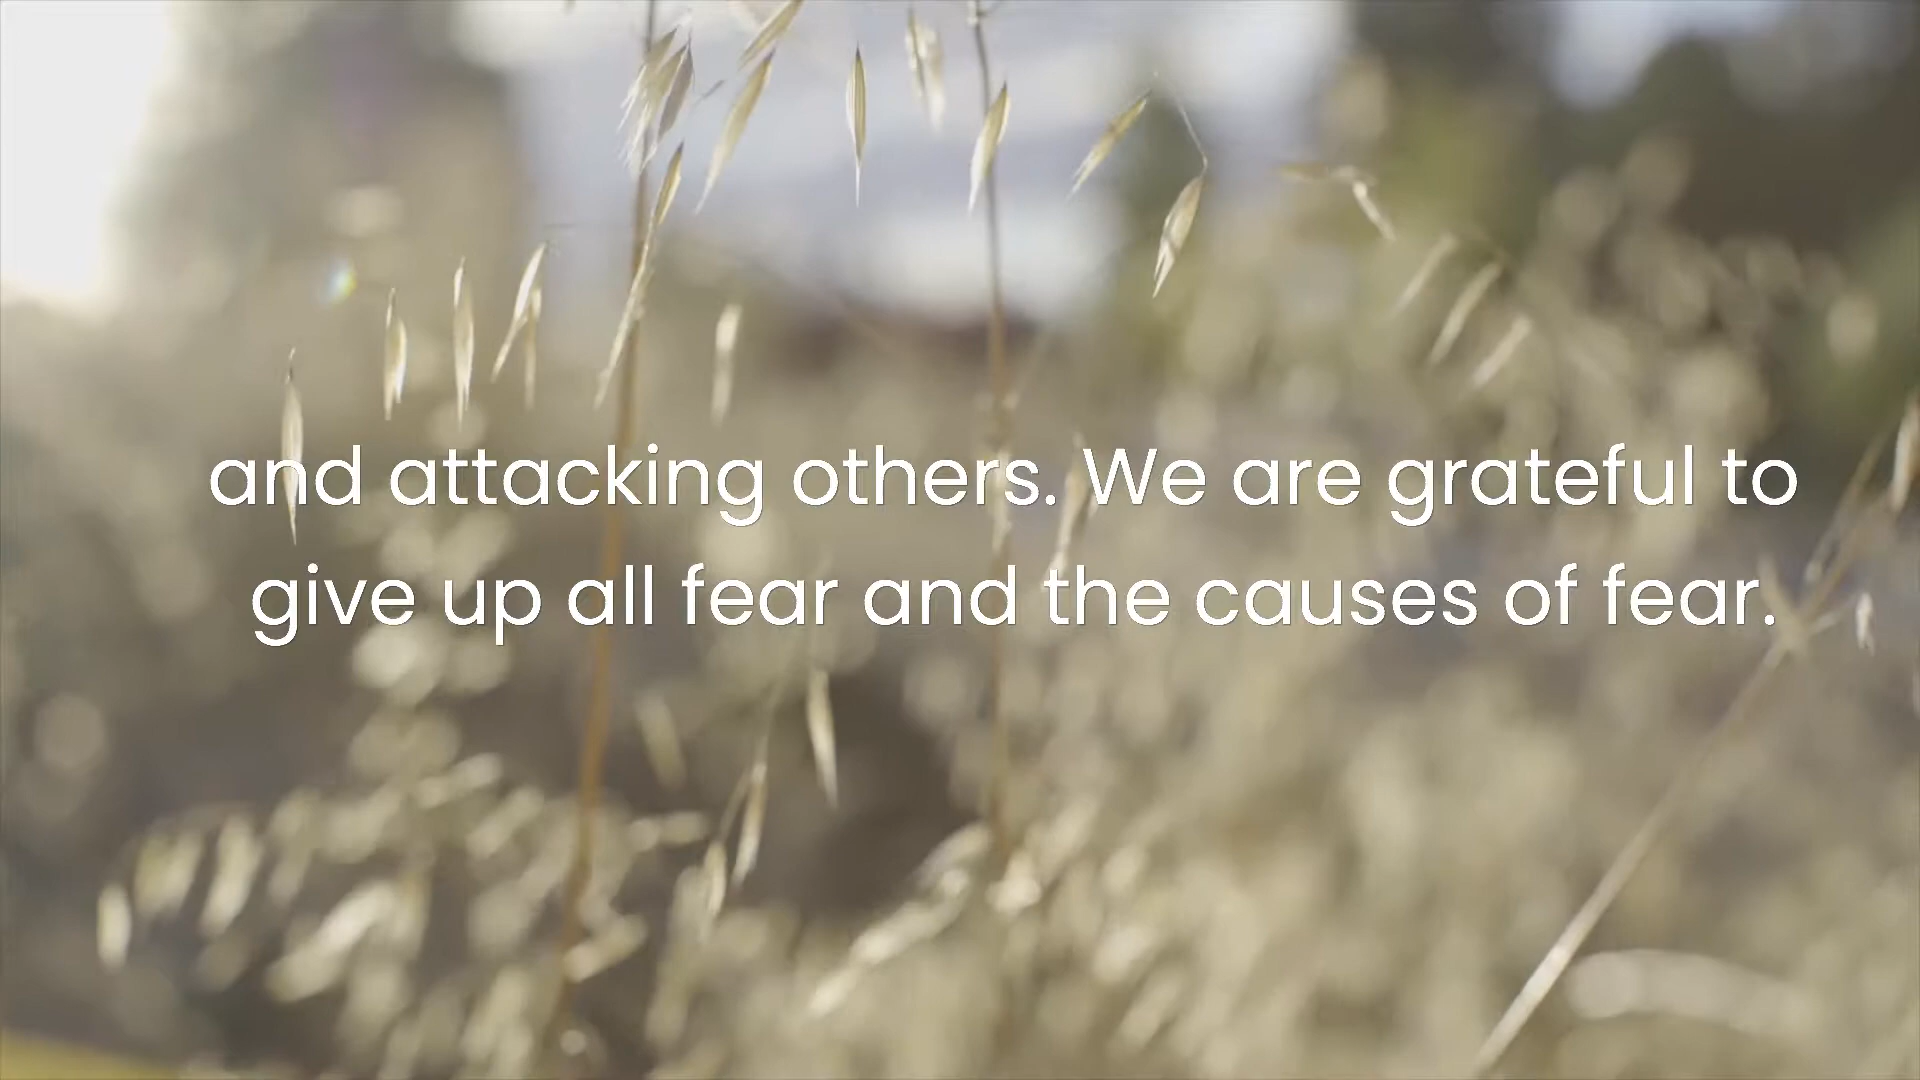 and attacking others. We are grateful to
give up all fear and the causes of fear.